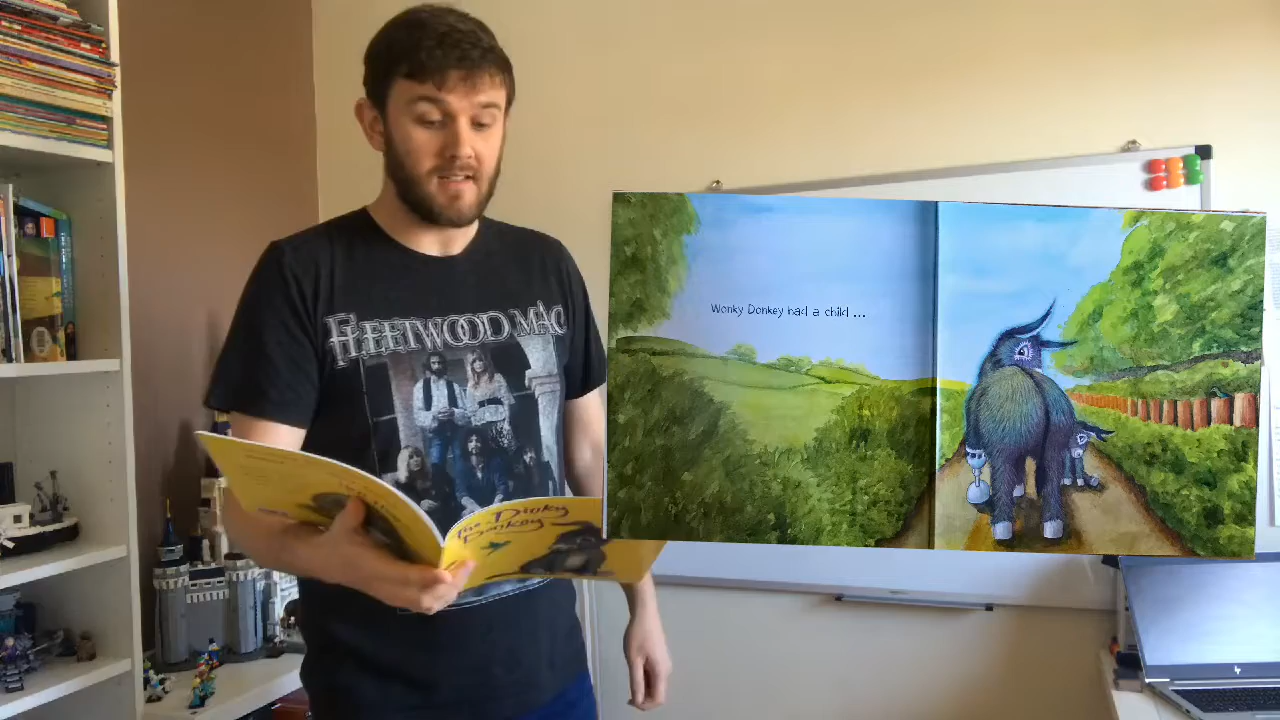 FLEETWOOD MAC
Wonky Donkey had a child ...
The Dinky
Donkey